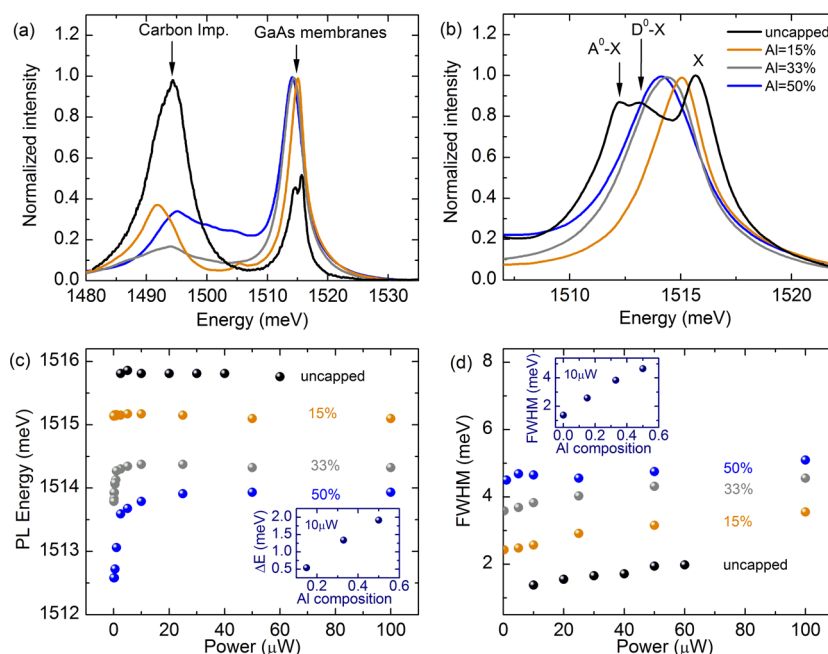 (a)
Carbon Imp.
GaAs membranes
Normalized intensity
1.0
0.8
0.6
0.4
0.2
0.0
1480 1490 1500 1510 1520 1530
Energy (meV)
(b)
A⁰-X
D⁰-X
X
uncapped
Al=15%
Al=33%
Al=50%
Normalized intensity
1.0
0.8
0.6
0.4
0.2
0.0
1510 1515 1520
Energy (meV)
(c)
PL Energy (meV)
1516
1515
1514
1513
1512
uncapped
15%
33%
50%
0 20 40 60 80 100
Power (µW)
ΔE (meV)
2.0
1.5
1.0
0.5
10µW
0.2 0.4 0.6
Al composition
(d)
FWHM (meV)
8
6
4
2
FWHM (meV)
4
2
10µW
0.0 0.2 0.4 0.6
Al composition
50%
33%
15%
uncapped
0 20 40 60 80 100
Power (µW)